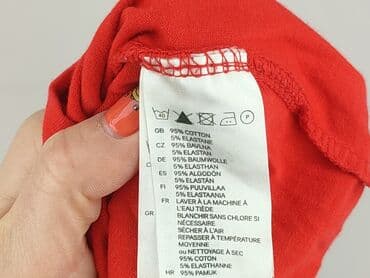 40 P
GB 95% COTTON
5% ELASTANE
CZ 95% BAVLNA
5% ELASTAN
DE 95% BAUMWOLLE
5% ELASTHAN
ES 95% ALGODÓN
5% ELASTÁN
FI 95% PUUVILLAA
5% ELASTAANIA
FR LAVER À LA MACHINE À
L'EAU TIÈDE
GR BLANCHIR SANS CHLORE SI
NÉCESSAIRE
SÉCHER À L'AIR
REPASSER À TEMPÉRATURE
MOYENNE
OU NETTOYAGE À SEC
95% COTON
5% ELASTHANNE
HR 95% PAMUK